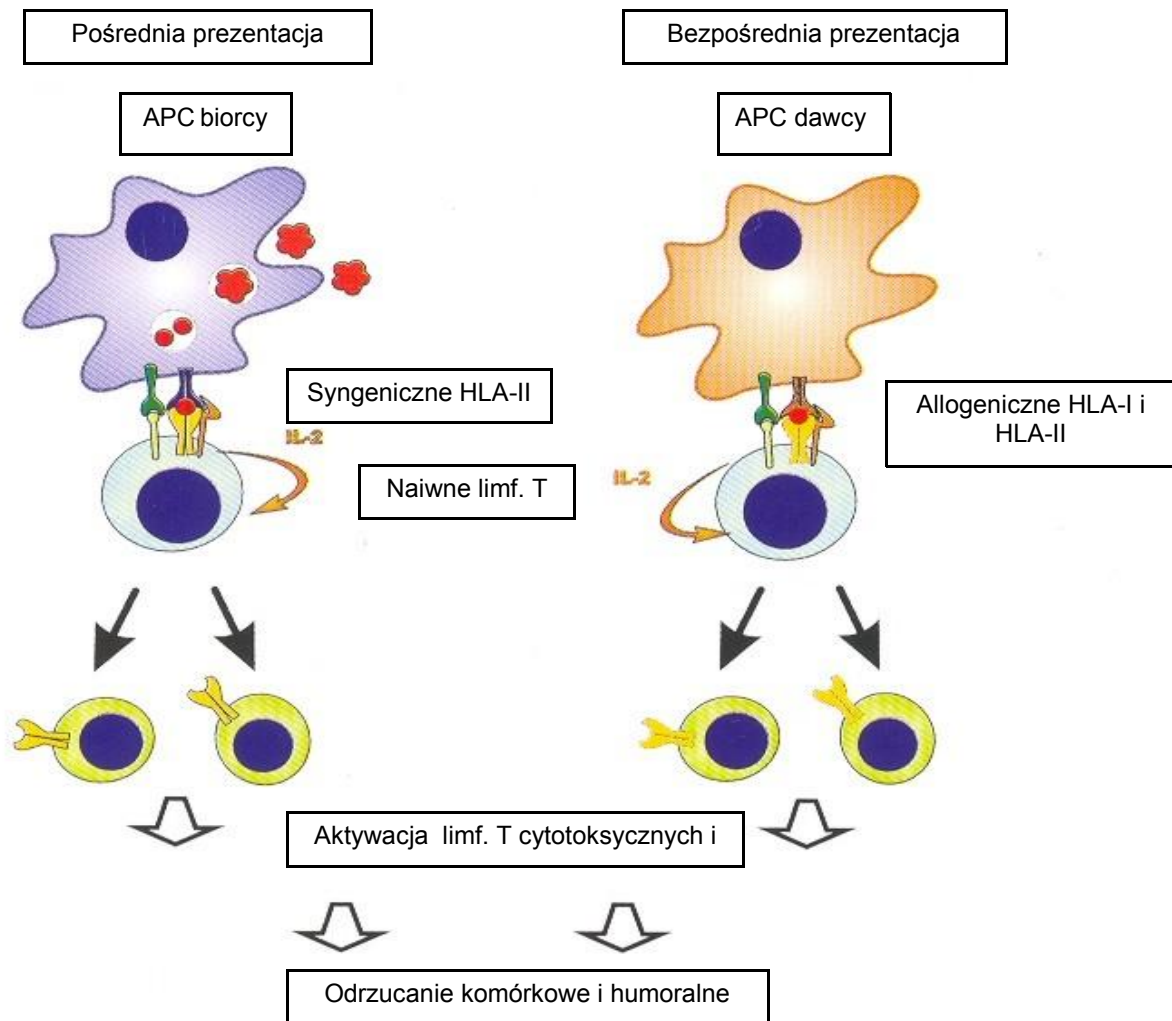 Pośrednia prezentacja
Bezpośrednia prezentacja
APC biorcy
APC dawcy
Syngeniczne HLA-II
Allogeniczne HLA-I i
HLA-II
IL-2
Naiwne limf. T
IL-2
Aktywacja limf. T cytotoksycznych i
Odrzucanie komórkowe i humoralne